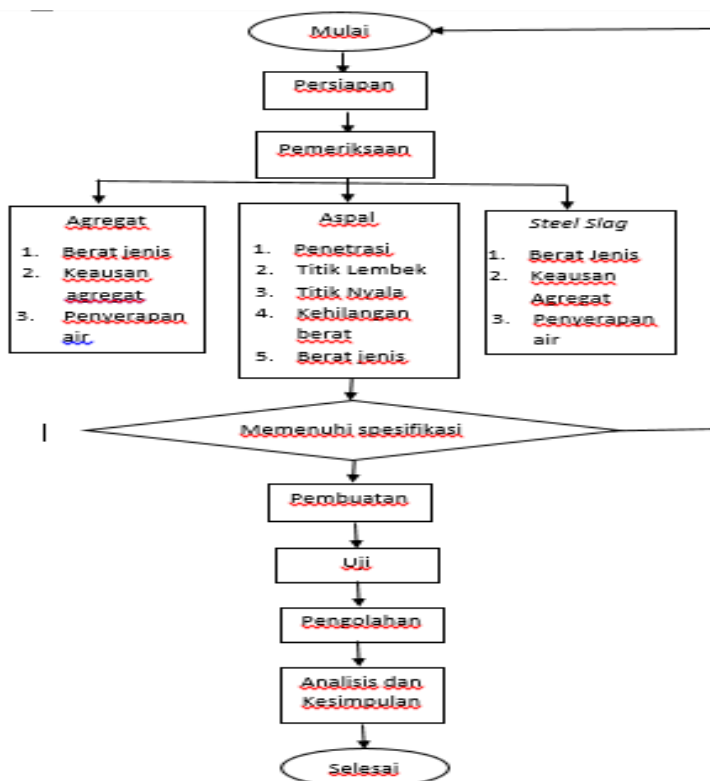 Mulai
Persiapan
Pemeriksaan
Agregat
1. Berat jenis
2. Keausan
agregat
3. Penyerapan
air.
Aspal
1. Penetrasi
2. Titik Lembek
3. Titik Nyala
4. Kehilangan
berat
5. Berat jenis
Steel Slag
1. Berat Jenis
2. Keausan
Agregat
3. Penyerapan
air
Memenuhi spesifikasi
Pembuatan
Uji
Pengolahan
Analisis dan
Kesimpulan
Selesai